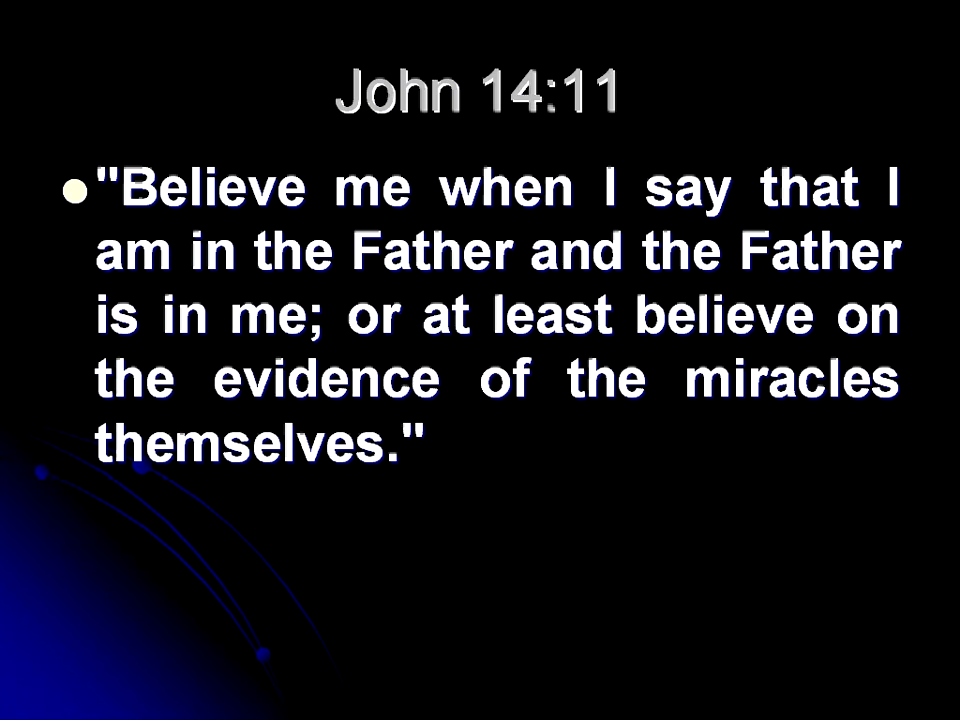 John 14:11
"Believe me when I say that I
am in the Father and the Father
is in me; or at least believe on
the evidence of the miracles
themselves."